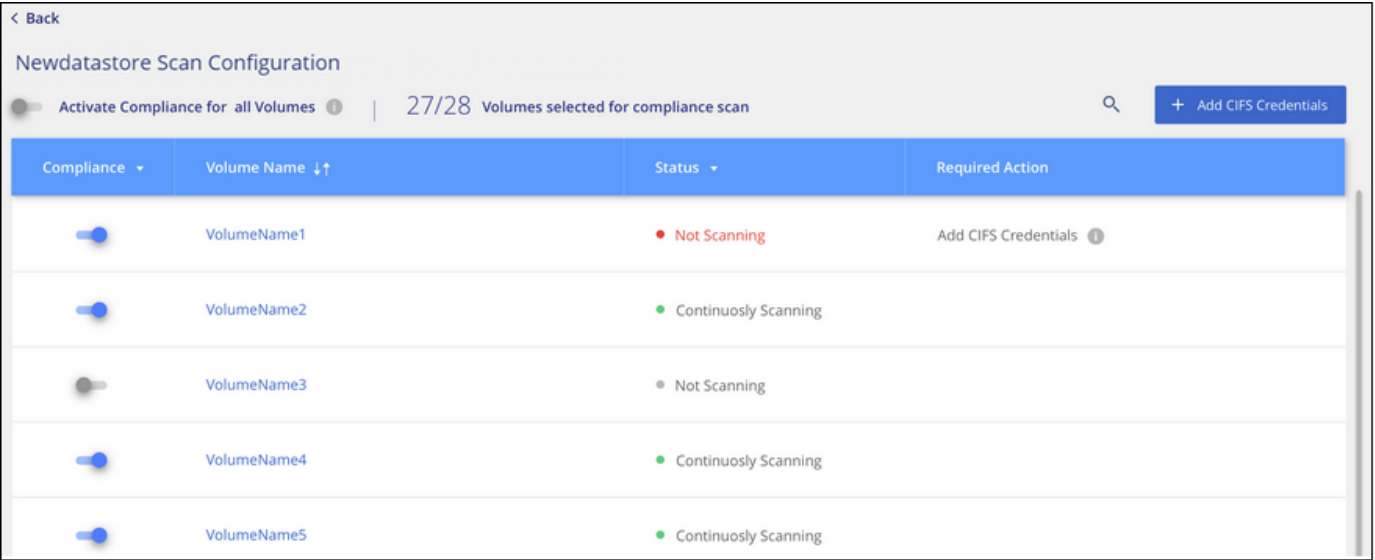 < Back
Newdatastore Scan Configuration
Activate Compliance for all Volumes | 27/28 Volumes selected for compliance scan + Add CIFS Credentials
Compliance Volume Name ↓↑ Status Required Action
VolumeName1 Not Scanning Add CIFS Credentials
VolumeName2 Continuosly Scanning
VolumeName3 Not Scanning
VolumeName4 Continuosly Scanning
VolumeName5 Continuosly Scanning